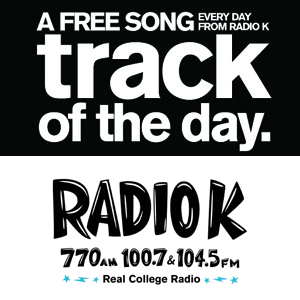 A FREE SONG EVERY DAY FROM RADIO K
track
of the day.
RADIO K
770AM 100.7 & 104.5FM
Real College Radio